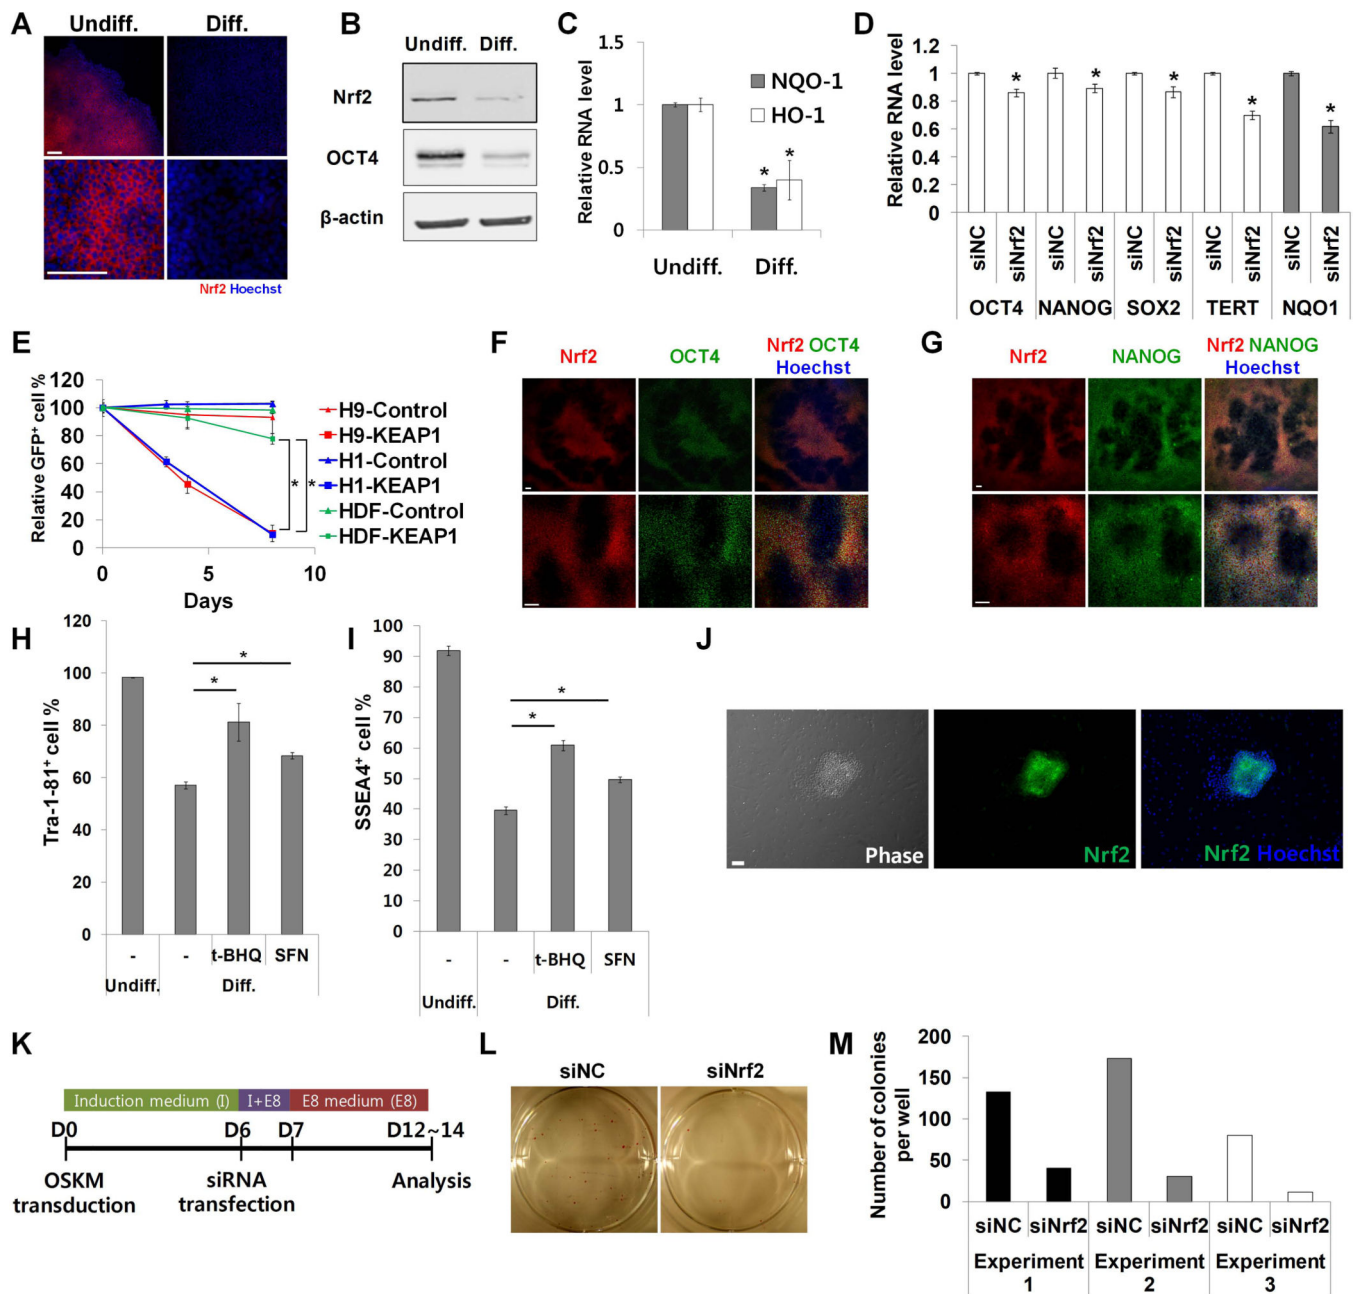 A
Undiff. Diff.
Nrf2 Hoechst
B
Undiff. Diff.
Nrf2
OCT4
β-actin
C
Relative RNA level
1.5
1
0.5
0
NQO-1
HO-1
* *
Undiff. Diff.
D
Relative RNA level
1.2
1
0.8
0.6
0.4
0.2
0
* * * * *
siNC siNrf2 siNC siNrf2 siNC siNrf2 siNC siNrf2 siNC siNrf2
OCT4 NANOG SOX2 TERT NQO1
E
Relative GFP⁺ cell %
120
100
80
60
40
20
0
0 5 10
Days
* *
H9-Control
H9-KEAP1
H1-Control
H1-KEAP1
HDF-Control
HDF-KEAP1
F
Nrf2 OCT4 Nrf2 OCT4
Hoechst
G
Nrf2 NANOG Nrf2 NANOG
Hoechst
H
Tra-1-81⁺ cell %
120
100
80
60
40
20
0
*
*
- - t-BHQ SFN
Undiff. Diff.
I
SSEA4⁺ cell %
100
90
80
70
60
50
40
30
20
10
0
*
*
- - t-BHQ SFN
Undiff. Diff.
J
Phase
Nrf2
Nrf2 Hoechst
K
Induction medium (I) I+E8 E8 medium (E8)
D0 D6 D7 D12~14
OSKM siRNA Analysis
transduction transfection
L
siNC siNrf2
M
Number of colonies
per well
200
150
100
50
0
siNC siNrf2 siNC siNrf2 siNC siNrf2
Experiment Experiment Experiment
1 2 3